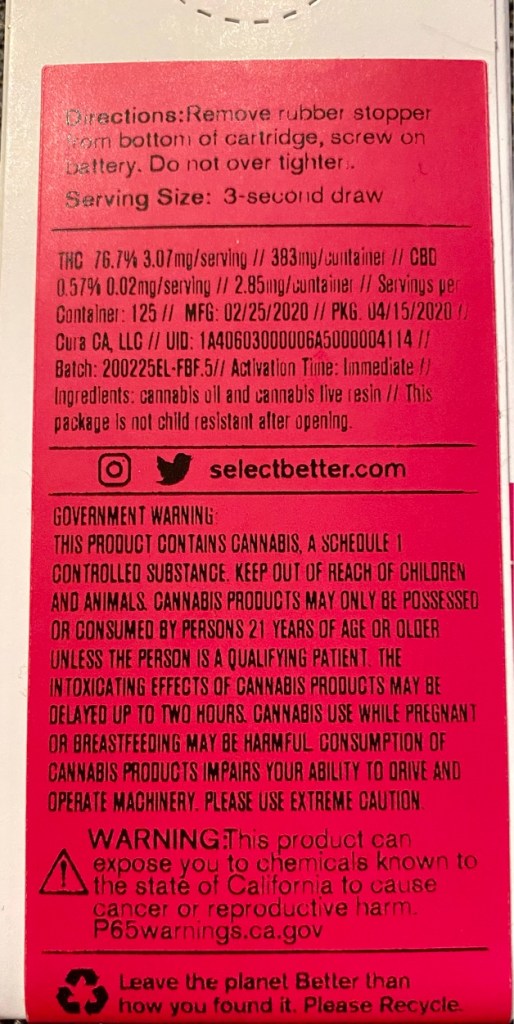 Directions:Remove rubber stopper
from bottom of cartridge, screw on
battery. Do not over tighten.
Serving Size: 3-second draw
THC 76.7% 3.07mg/serving // 383mg/container // CBD
0.57% 0.02mg/serving // 2.85mg/container // Servings per
Container: 125 // MFG: 02/25/2020 // PKG: 04/15/2020 //
Cura CA, LLC // UID: 1A40603000006A5000004114 //
Batch: 200225EL-FBF.5// Activation Time: Immediate //
Ingredients: cannabis oil and cannabis live resin // This
package is not child resistant after opening.
selectbetter.com
GOVERNMENT WARNING:
THIS PRODUCT CONTAINS CANNABIS, A SCHEDULE 1
CONTROLLED SUBSTANCE. KEEP OUT OF REACH OF CHILDREN
AND ANIMALS. CANNABIS PRODUCTS MAY ONLY BE POSSESSED
OR CONSUMED BY PERSONS 21 YEARS OF AGE OR OLDER
UNLESS THE PERSON IS A QUALIFYING PATIENT. THE
INTOXICATING EFFECTS OF CANNABIS PRODUCTS MAY BE
DELAYED UP TO TWO HOURS. CANNABIS USE WHILE PREGNANT
OR BREASTFEEDING MAY BE HARMFUL. CONSUMPTION OF
CANNABIS PRODUCTS IMPAIRS YOUR ABILITY TO DRIVE AND
OPERATE MACHINERY. PLEASE USE EXTREME CAUTION.
WARNING:This product can
expose you to chemicals known to
the state of California to cause
cancer or reproductive harm.
P65warnings.ca.gov
Leave the planet Better than
how you found it. Please Recycle.